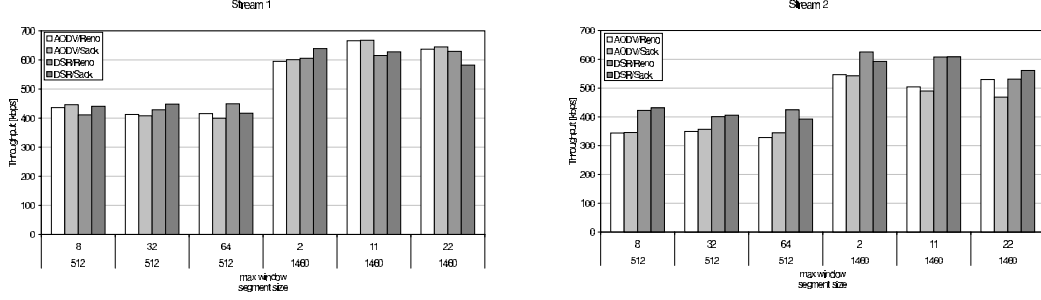 Stream 1
700
600
500
400
300
200
100
0
Throughput [kbps]
AODV/Reno
AODV/Sack
DSR/Reno
DSR/Sack
8 32 64 2 11 22
512 512 512 1460 1460 1460
max window
segment size
Stream 2
700
600
500
400
300
200
100
0
Throughput [kbps]
AODV/Reno
AODV/Sack
DSR/Reno
DSR/Sack
8 32 64 2 11 22
512 512 512 1460 1460 1460
max window
segment size